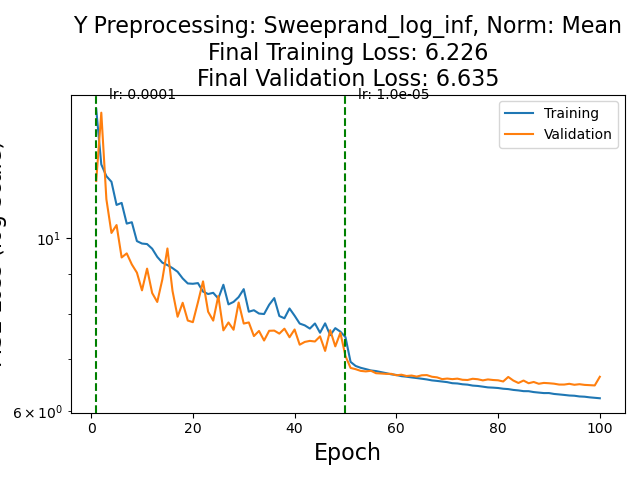 Y Preprocessing: Sweeprand_log_inf, Norm: Mean
Final Training Loss: 6.226
Final Validation Loss: 6.635
lr: 0.0001
lr: 1.0e-05
Training
Validation
10¹
6 × 10⁰
0
20
40
60
80
100
Epoch